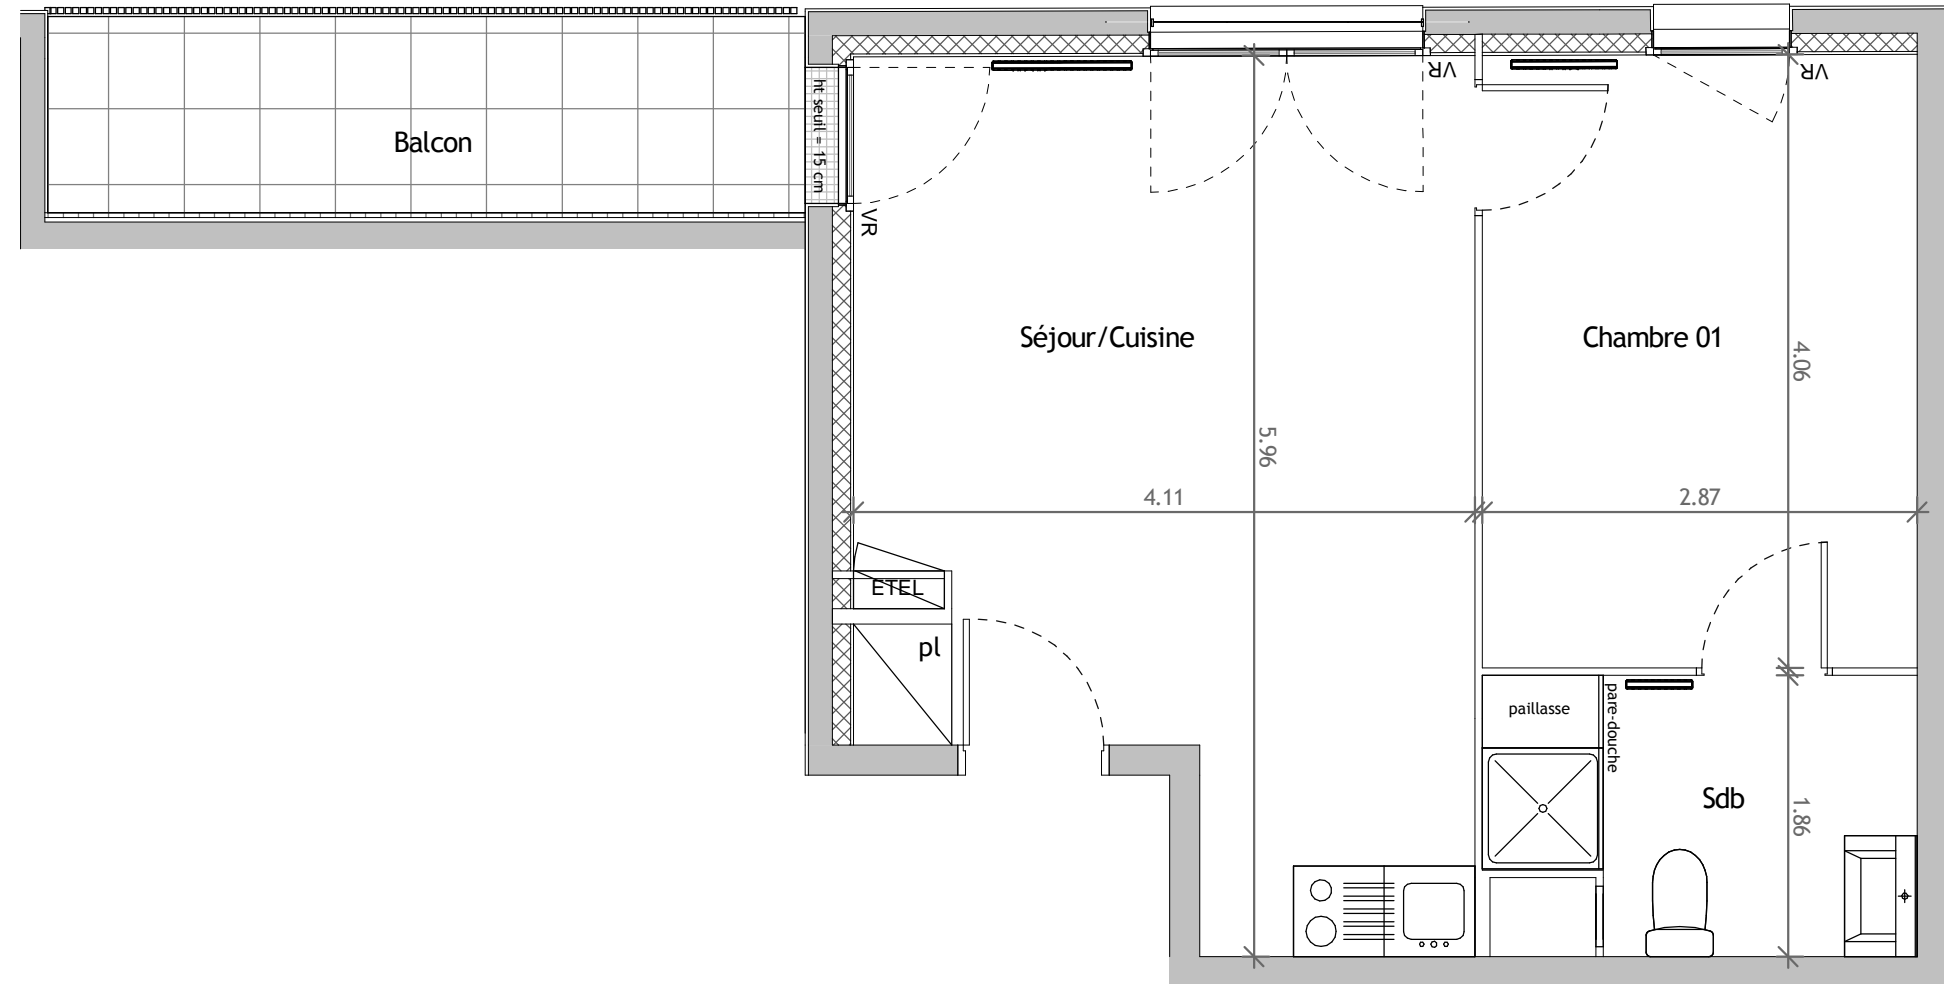 VR
VR
ht seuil = 15 cm
Balcon
VR
Séjour/Cuisine
Chambre 01
4.06
5.96
4.11
2.87
ETEL
pl
paillasse
pare-douche
Sdb
1.86